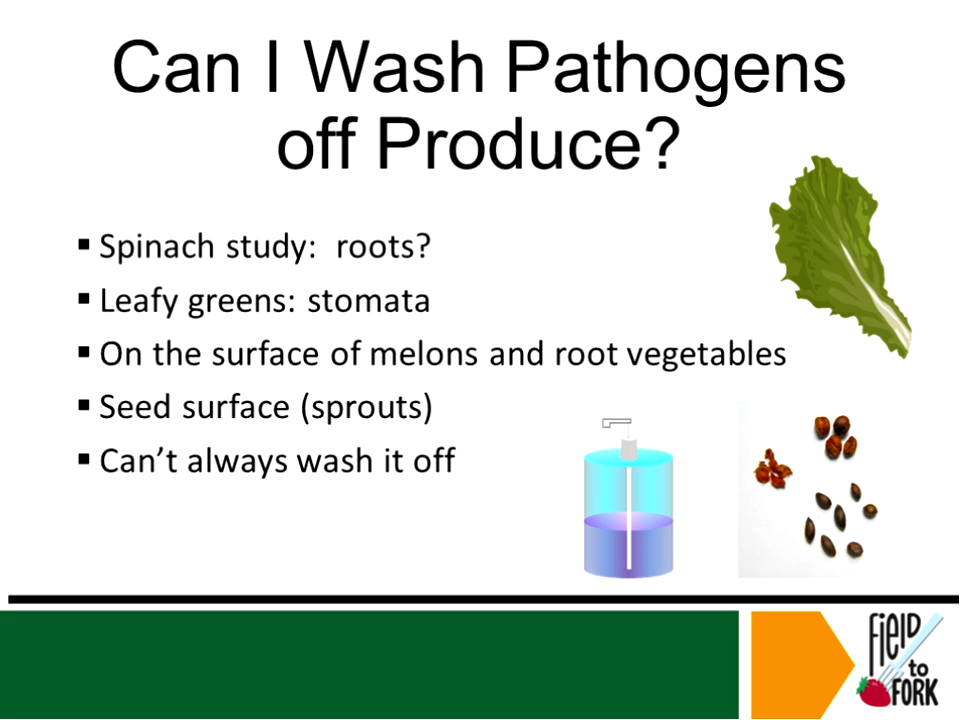 Can I Wash Pathogens
off Produce?
▪ Spinach study:  roots?
▪ Leafy greens: stomata
▪ On the surface of melons and root vegetables
▪ Seed surface (sprouts)
▪ Can’t always wash it off
FiElD
to
FORK